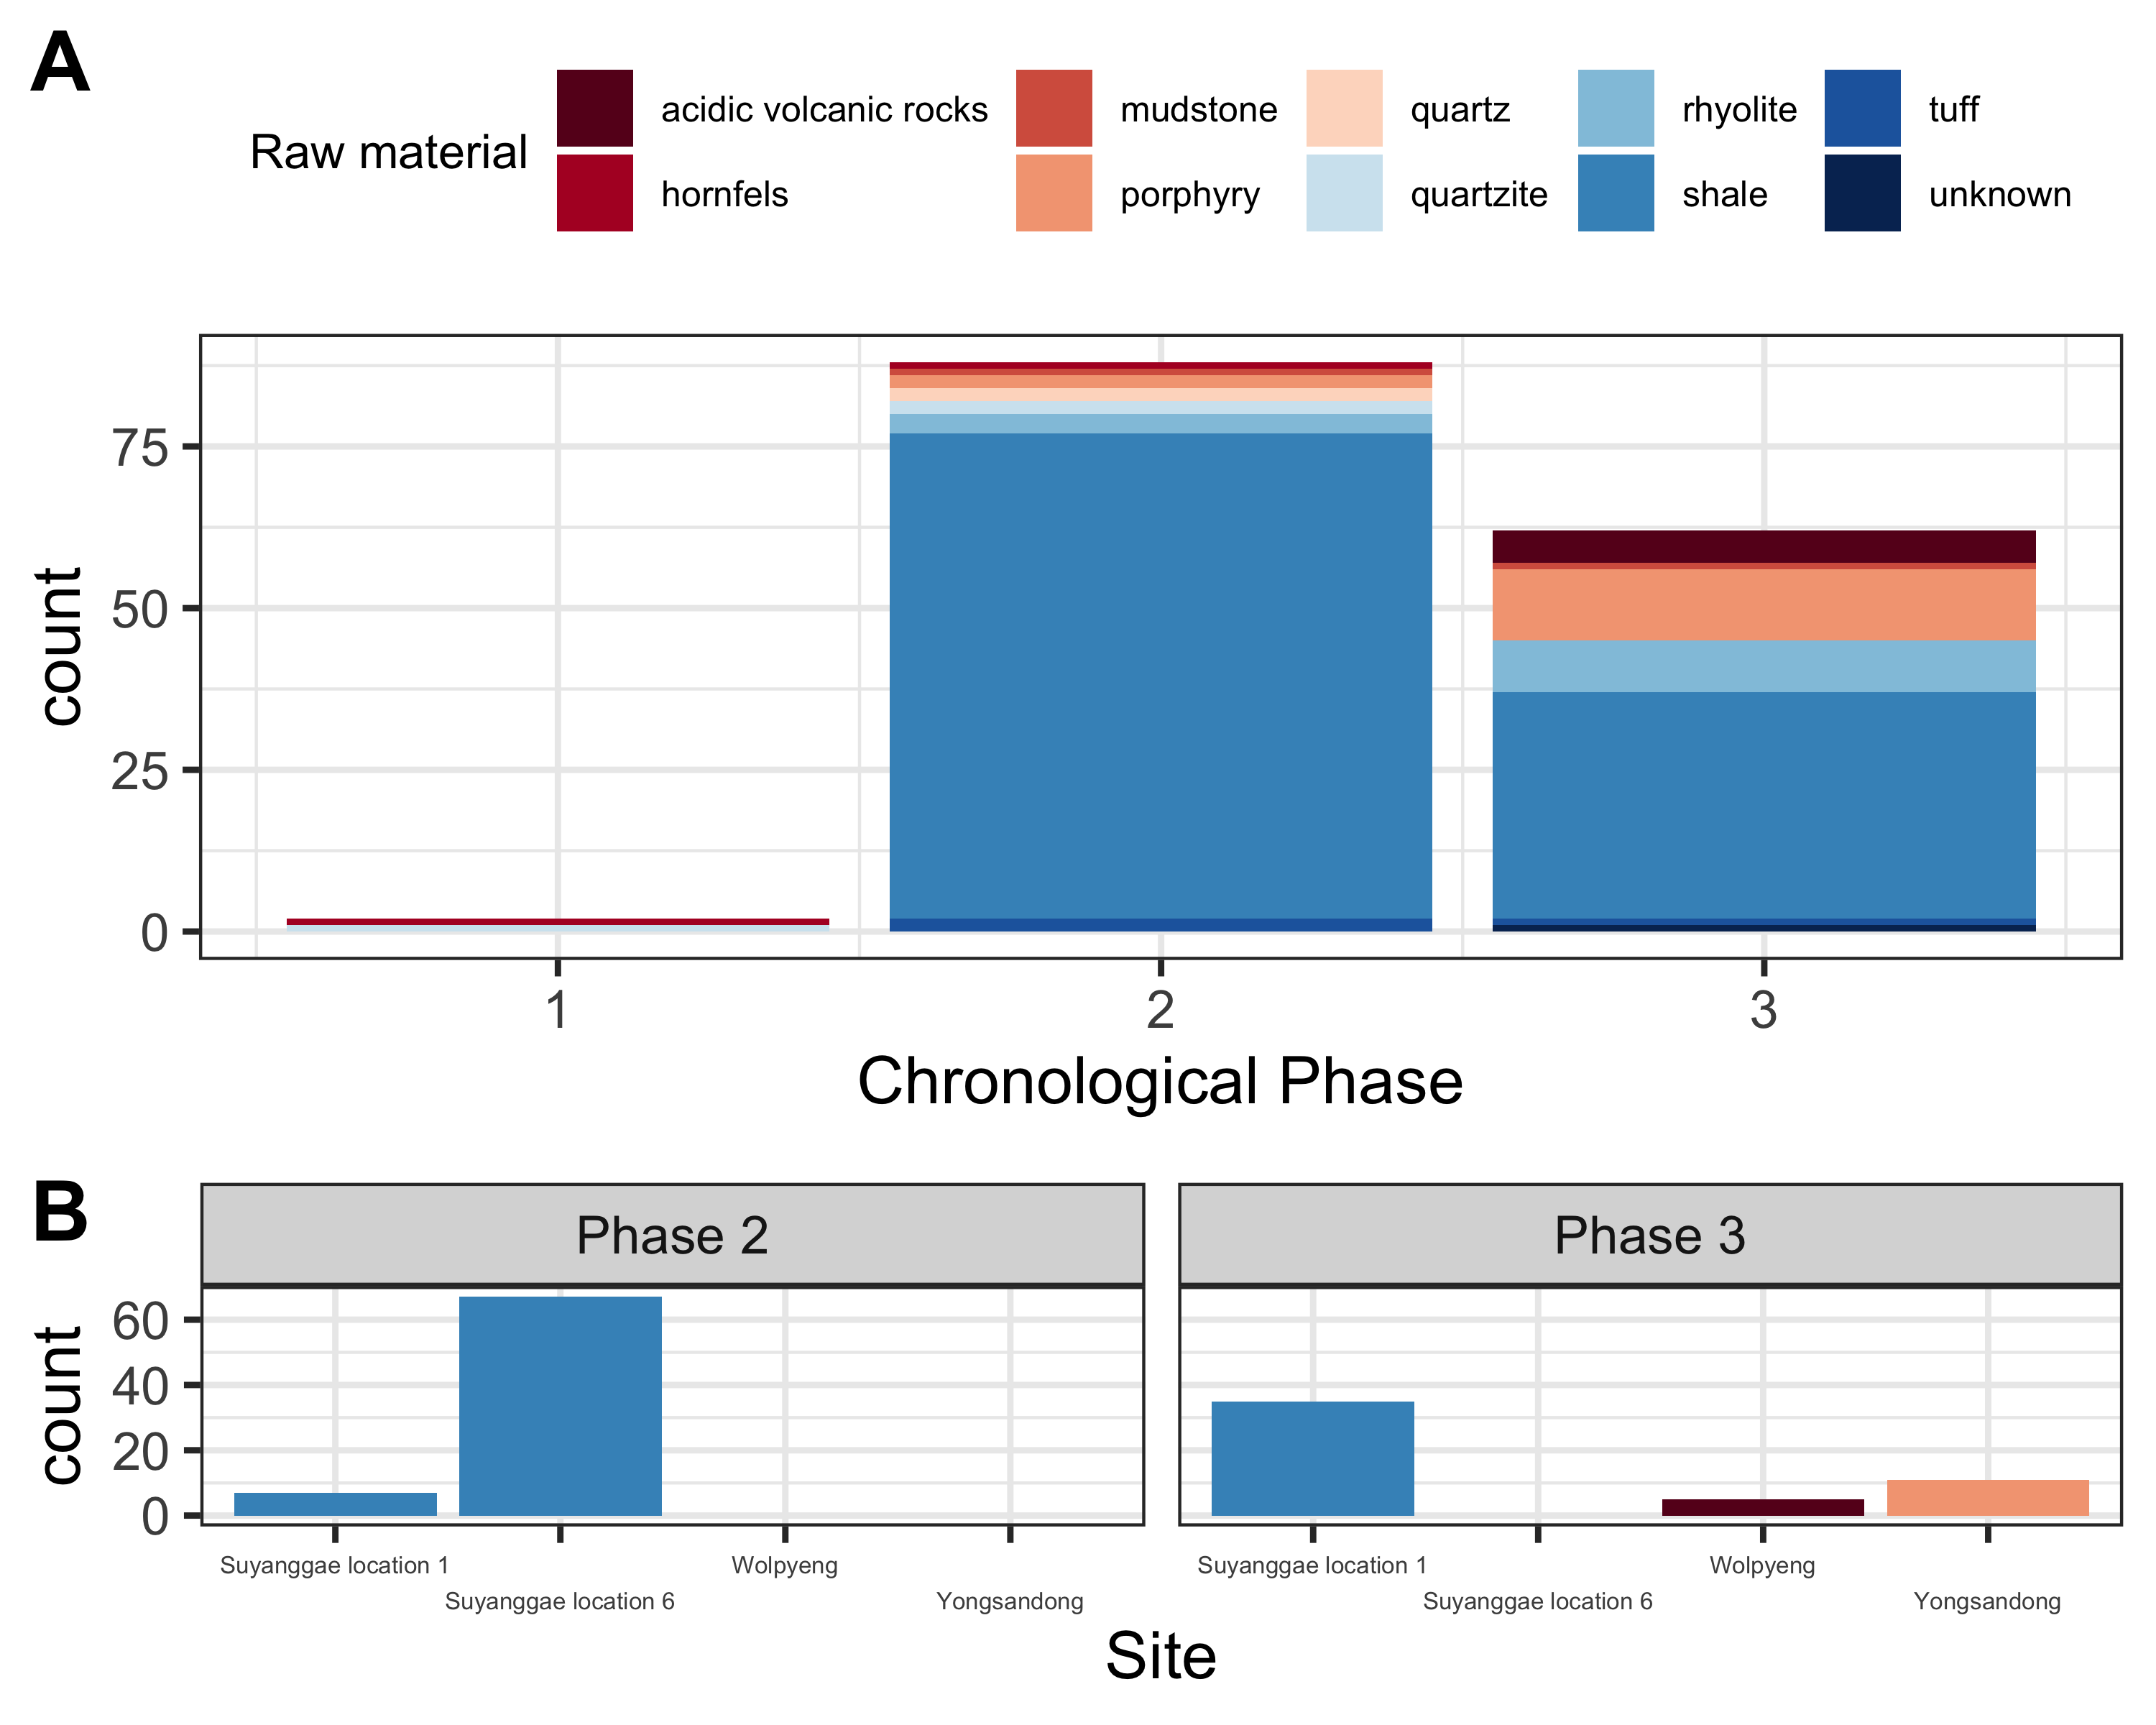 A
Raw material
acidic volcanic rocks
mudstone
quartz
rhyolite
tuff
hornfels
porphyry
quartzite
shale
unknown
count
75
50
25
0
1 2 3
Chronological Phase
B
Phase 2 Phase 3
count
60
40
20
0
Suyanggae location 1 Wolpyeng Suyanggae location 1 Wolpyeng
Suyanggae location 6 Yongsandong Suyanggae location 6 Yongsandong
Site